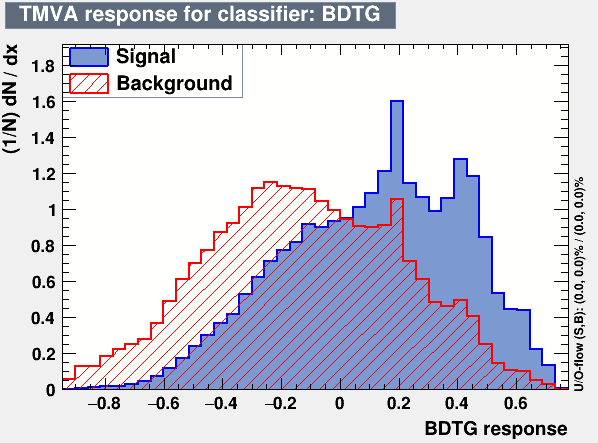 TMVA response for classifier: BDTG
(1/N) dN / dx
Signal
Background
1.8
1.6
1.4
1.2
1
0.8
0.6
0.4
0.2
0
−0.8 −0.6 −0.4 −0.2 0 0.2 0.4 0.6
BDTG response
U/O-flow (S,B): (0.0, 0.0)% / (0.0, 0.0)%